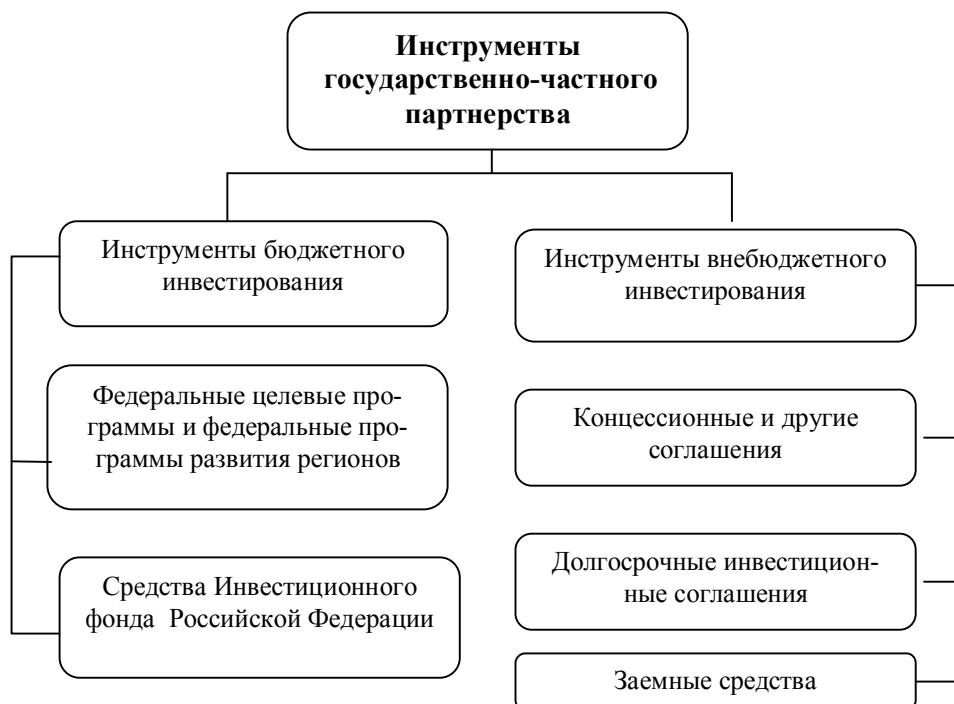 Инструменты
государственно-частного
партнерства
Инструменты бюджетного
инвестирования
Федеральные целевые про-
граммы и федеральные про-
граммы развития регионов
Средства Инвестиционного
фонда Российской Федерации
Инструменты внебюджетного
инвестирования
Концессионные и другие
соглашения
Долгосрочные инвестицион-
ные соглашения
Заемные средства